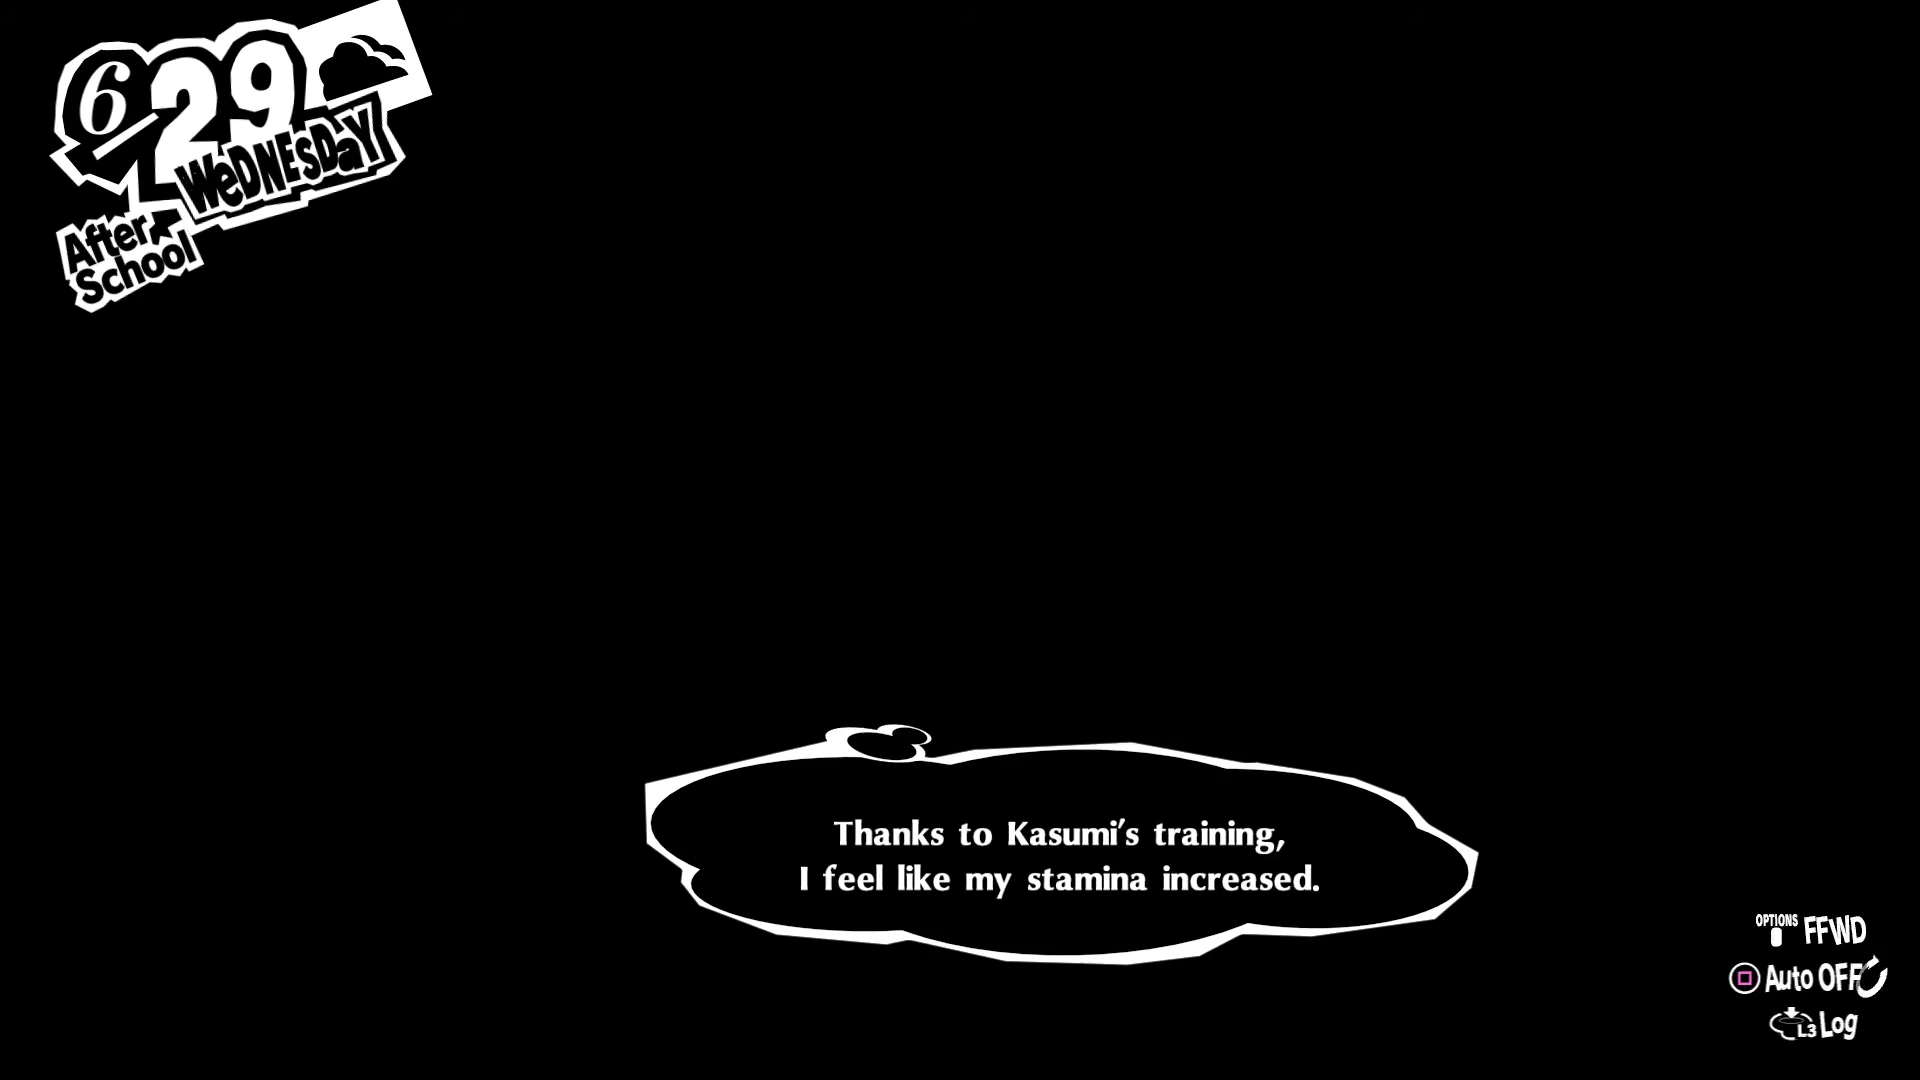 6/29
WeDNESDaY
After
School
Thanks to Kasumi's training,
I feel like my stamina increased.
OPTIONS FFWD
Auto OFF
L3 Log